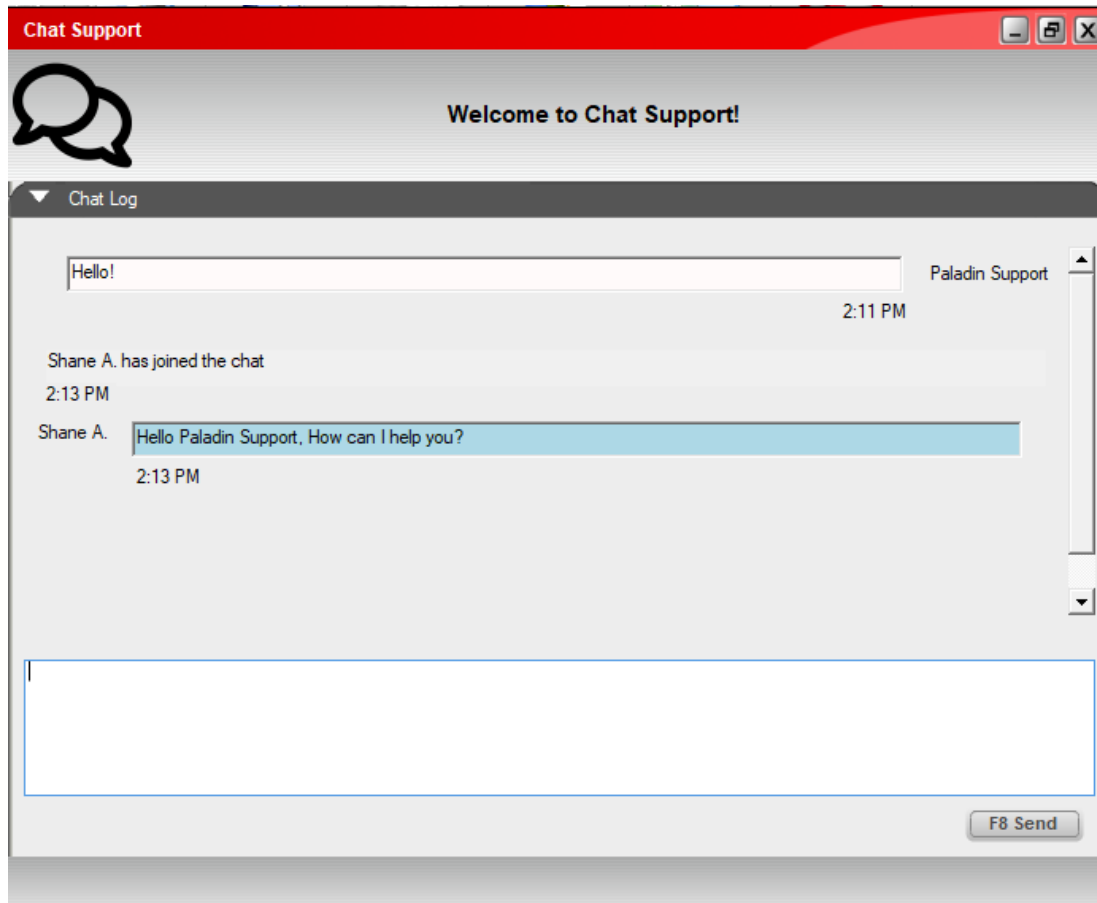 Chat Support
Welcome to Chat Support!
Chat Log
Hello!
Paladin Support
2:11 PM
Shane A. has joined the chat
2:13 PM
Shane A.
Hello Paladin Support, How can I help you?
2:13 PM
F8 Send